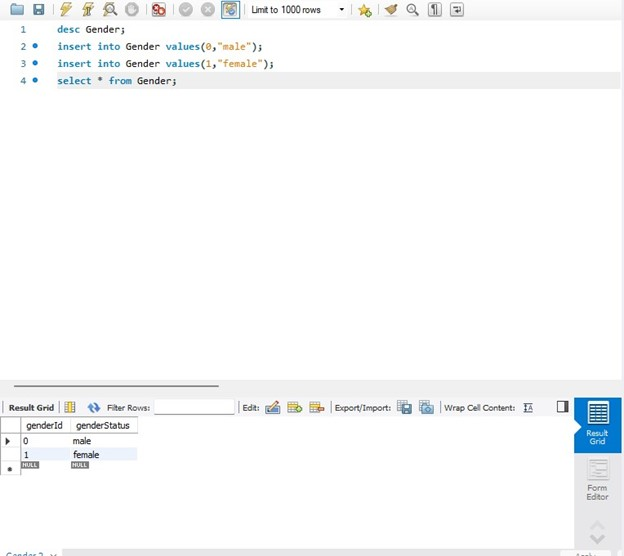 Limit to 1000 rows
1 desc Gender;
2 insert into Gender values(0,"male");
3 insert into Gender values(1,"female");
4 select * from Gender;
Result Grid Filter Rows: Edit: Export/Import: Wrap Cell Content:
genderId genderStatus
0 male
1 female
NULL NULL
Result Grid
Form Editor
Gender 2
Apply